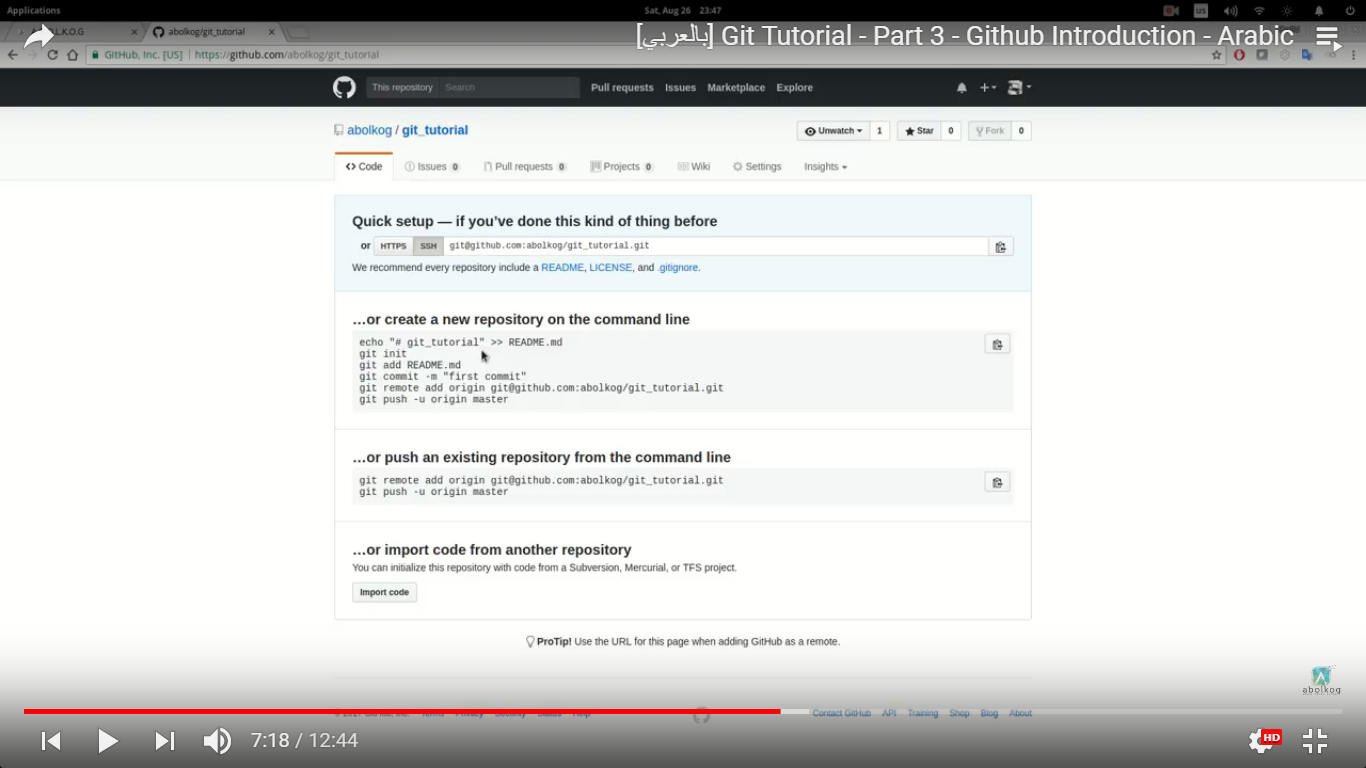 Applications
Sat, Aug 26 23:47
us
L.K.O.G
abolkog/git_tutorial
GitHub, Inc. [US] | https://github.com/abolkog/git_tutorial
[بالعربي] Git Tutorial - Part 3 - Github Introduction - Arabic
This repository Search
Pull requests Issues Marketplace Explore
abolkog / git_tutorial
Unwatch 1 Star 0 Fork 0
Code Issues 0 Pull requests 0 Projects 0 Wiki Settings Insights
Quick setup — if you’ve done this kind of thing before
or HTTPS SSH git@github.com:abolkog/git_tutorial.git
We recommend every repository include a README, LICENSE, and .gitignore.
…or create a new repository on the command line
echo "# git_tutorial" >> README.md
git init
git add README.md
git commit -m "first commit"
git remote add origin git@github.com:abolkog/git_tutorial.git
git push -u origin master
…or push an existing repository from the command line
git remote add origin git@github.com:abolkog/git_tutorial.git
git push -u origin master
…or import code from another repository
You can initialize this repository with code from a Subversion, Mercurial, or TFS project.
Import code
ProTip! Use the URL for this page when adding GitHub as a remote.
abolkog
© 2017 GitHub, Inc. Terms Privacy Security Status Help
Contact GitHub API Training Shop Blog About
7:18 / 12:44
HD